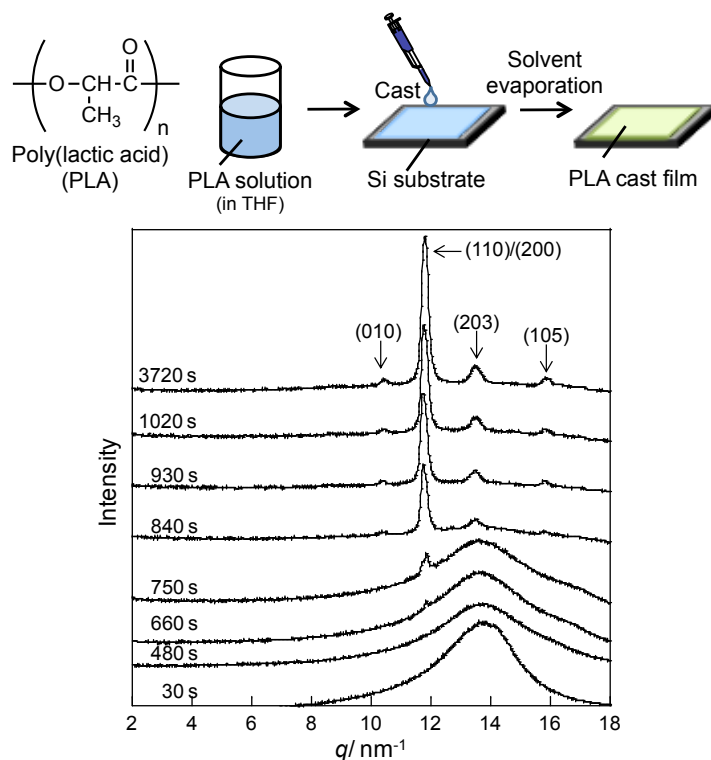 O
O
CH
C
CH3
n
Poly(lactic acid)
(PLA)
PLA solution
(in THF)
Cast
Si substrate
Solvent
evaporation
PLA cast film
(110)/(200)
(010)
(203)
(105)
3720 s
1020 s
930 s
840 s
750 s
660 s
480 s
30 s
Intensity
2 4 6 8 10 12 14 16 18
q/ nm-1